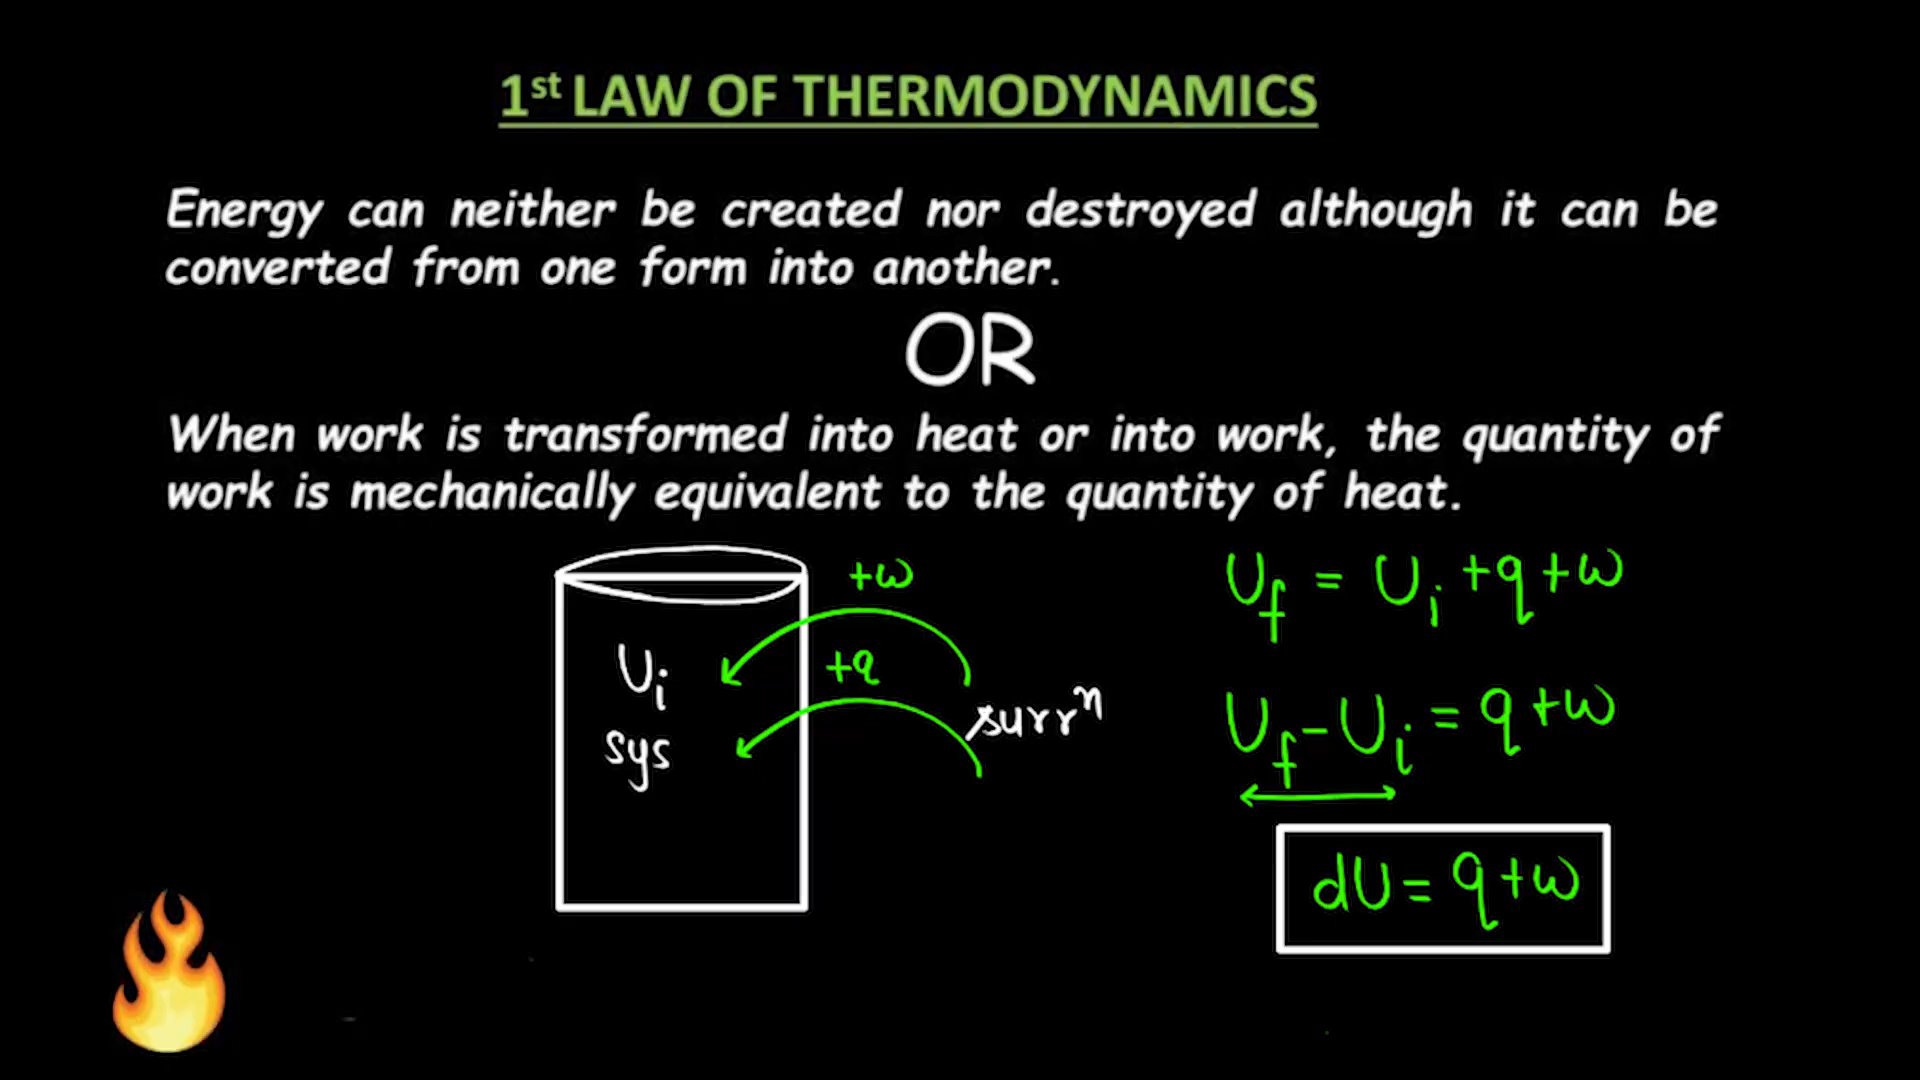 1st LAW OF THERMODYNAMICS
Energy can neither be created nor destroyed although it can be
converted from one form into another.
OR
When work is transformed into heat or into work, the quantity of
work is mechanically equivalent to the quantity of heat.
+w
+q
Ui
sys
surrn
Uf = Ui +q+w
Uf-Ui = q+w
dU= q+w